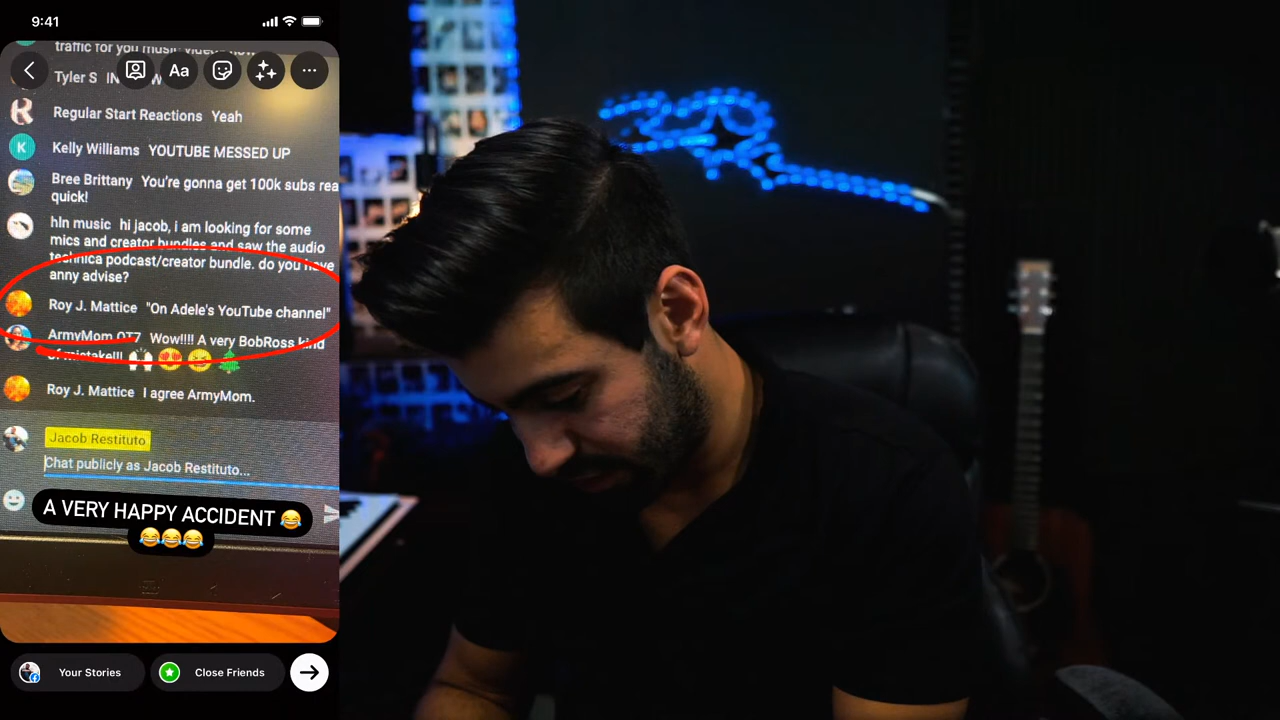 9:41
traffic for you music videos now
Aa
Tyler S
Regular Start Reactions Yeah
K Kelly Williams YOUTUBE MESSED UP
Bree Brittany You're gonna get 100k subs rea
quick!
hln music hi jacob, i am looking for some
mics and creator bundles and saw the audio
technica podcast/creator bundle. do you have
anny advise?
Roy J. Mattice "On Adele's YouTube channel"
ArmyMom OT7 Wow!!!! A very BobRoss kind
of mistake!!! 🙌😍😆🌲
Roy J. Mattice I agree ArmyMom.
Jacob Restituto
Chat publicly as Jacob Restituto...
A VERY HAPPY ACCIDENT 😂
😂😂😂
Your Stories Close Friends